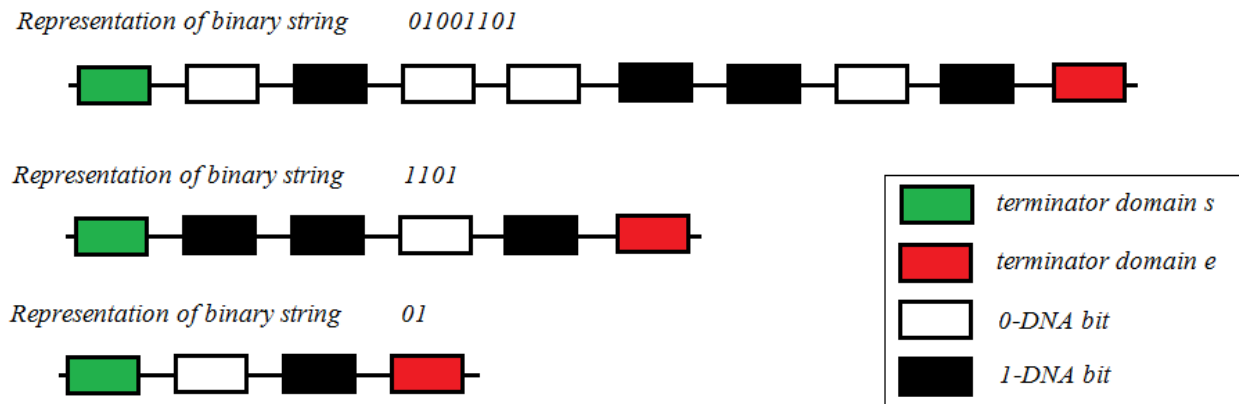 Representation of binary string 01001101
Representation of binary string 1101
terminator domain s
terminator domain e
Representation of binary string 01
0-DNA bit
1-DNA bit